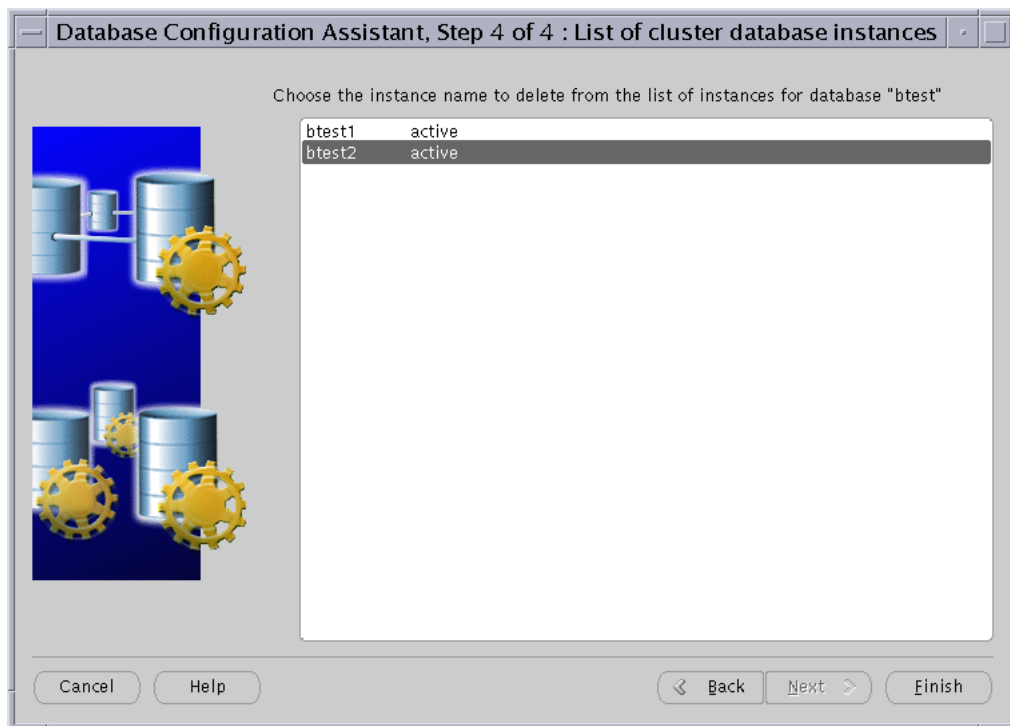 Database Configuration Assistant, Step 4 of 4 : List of cluster database instances
Choose the instance name to delete from the list of instances for database "btest"
btest1 active
btest2 active
Cancel Help Back Next Finish